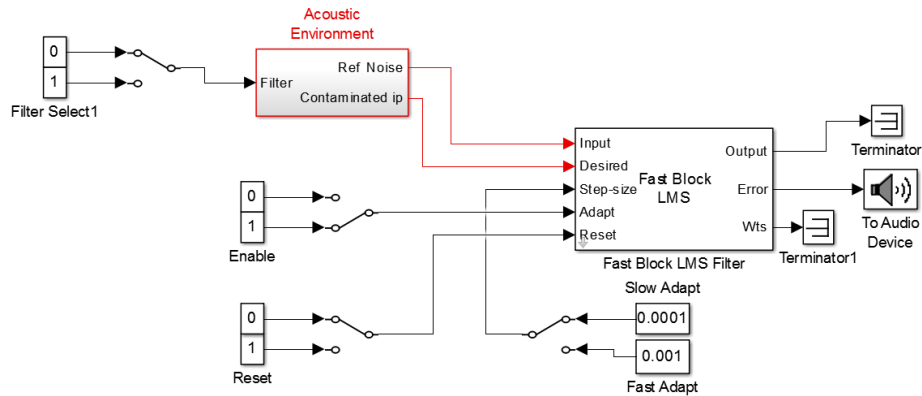 Acoustic
Environment
0
1
Filter Select1
Filter
Ref Noise
Contaminated ip
Input
Desired
Step-size
Adapt
Reset
Fast Block
LMS
Output
Error
Wts
Fast Block LMS Filter
Terminator
To Audio
Device
Terminator1
0
1
Enable
0
1
Reset
Slow Adapt
0.0001
0.001
Fast Adapt